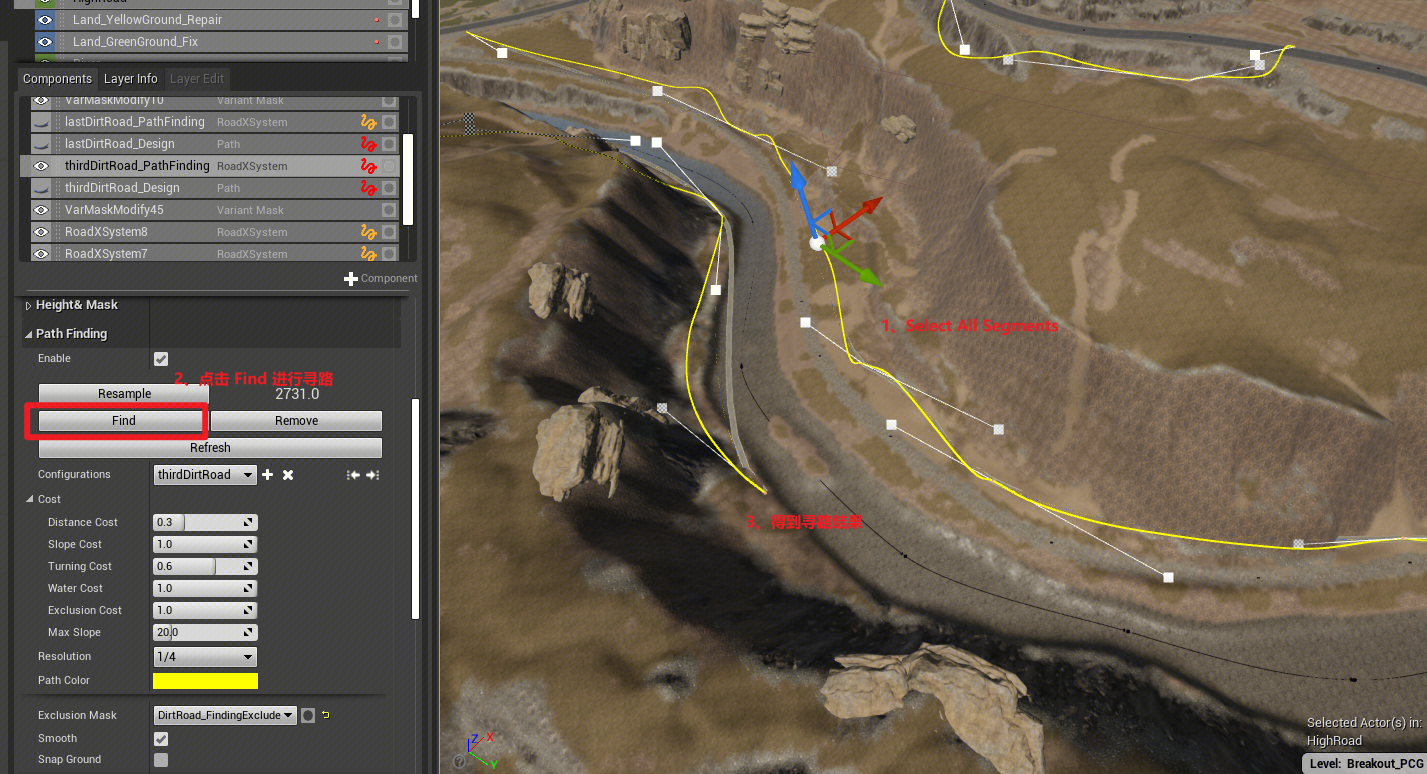 HighRoad
Land_YellowGround_Repair
Land_GreenGround_Fix
River
Components Layer Info Layer Edit
VarMaskModify10 Variant Mask
lastDirtRoad_PathFinding RoadXSystem
lastDirtRoad_Design Path
thirdDirtRoad_PathFinding RoadXSystem
thirdDirtRoad_Design Path
VarMaskModify45 Variant Mask
RoadXSystem8 RoadXSystem
RoadXSystem7 RoadXSystem
Component
Height& Mask
Path Finding
Enable
2、点击 Find 进行寻路
Resample 2731.0
Find Remove
Refresh
Configurations thirdDirtRoad
Cost
Distance Cost 0.3
Slope Cost 1.0
Turning Cost 0.6
Water Cost 1.0
Exclusion Cost 1.0
Max Slope 20.0
Resolution 1/4
Path Color
Exclusion Mask DirtRoad_FindingExclude
Smooth
Snap Ground
1、Select All Segments
3、得到寻路结果
Z X
Y
?
Selected Actor(s) in:
HighRoad
Level: Breakout_PCG